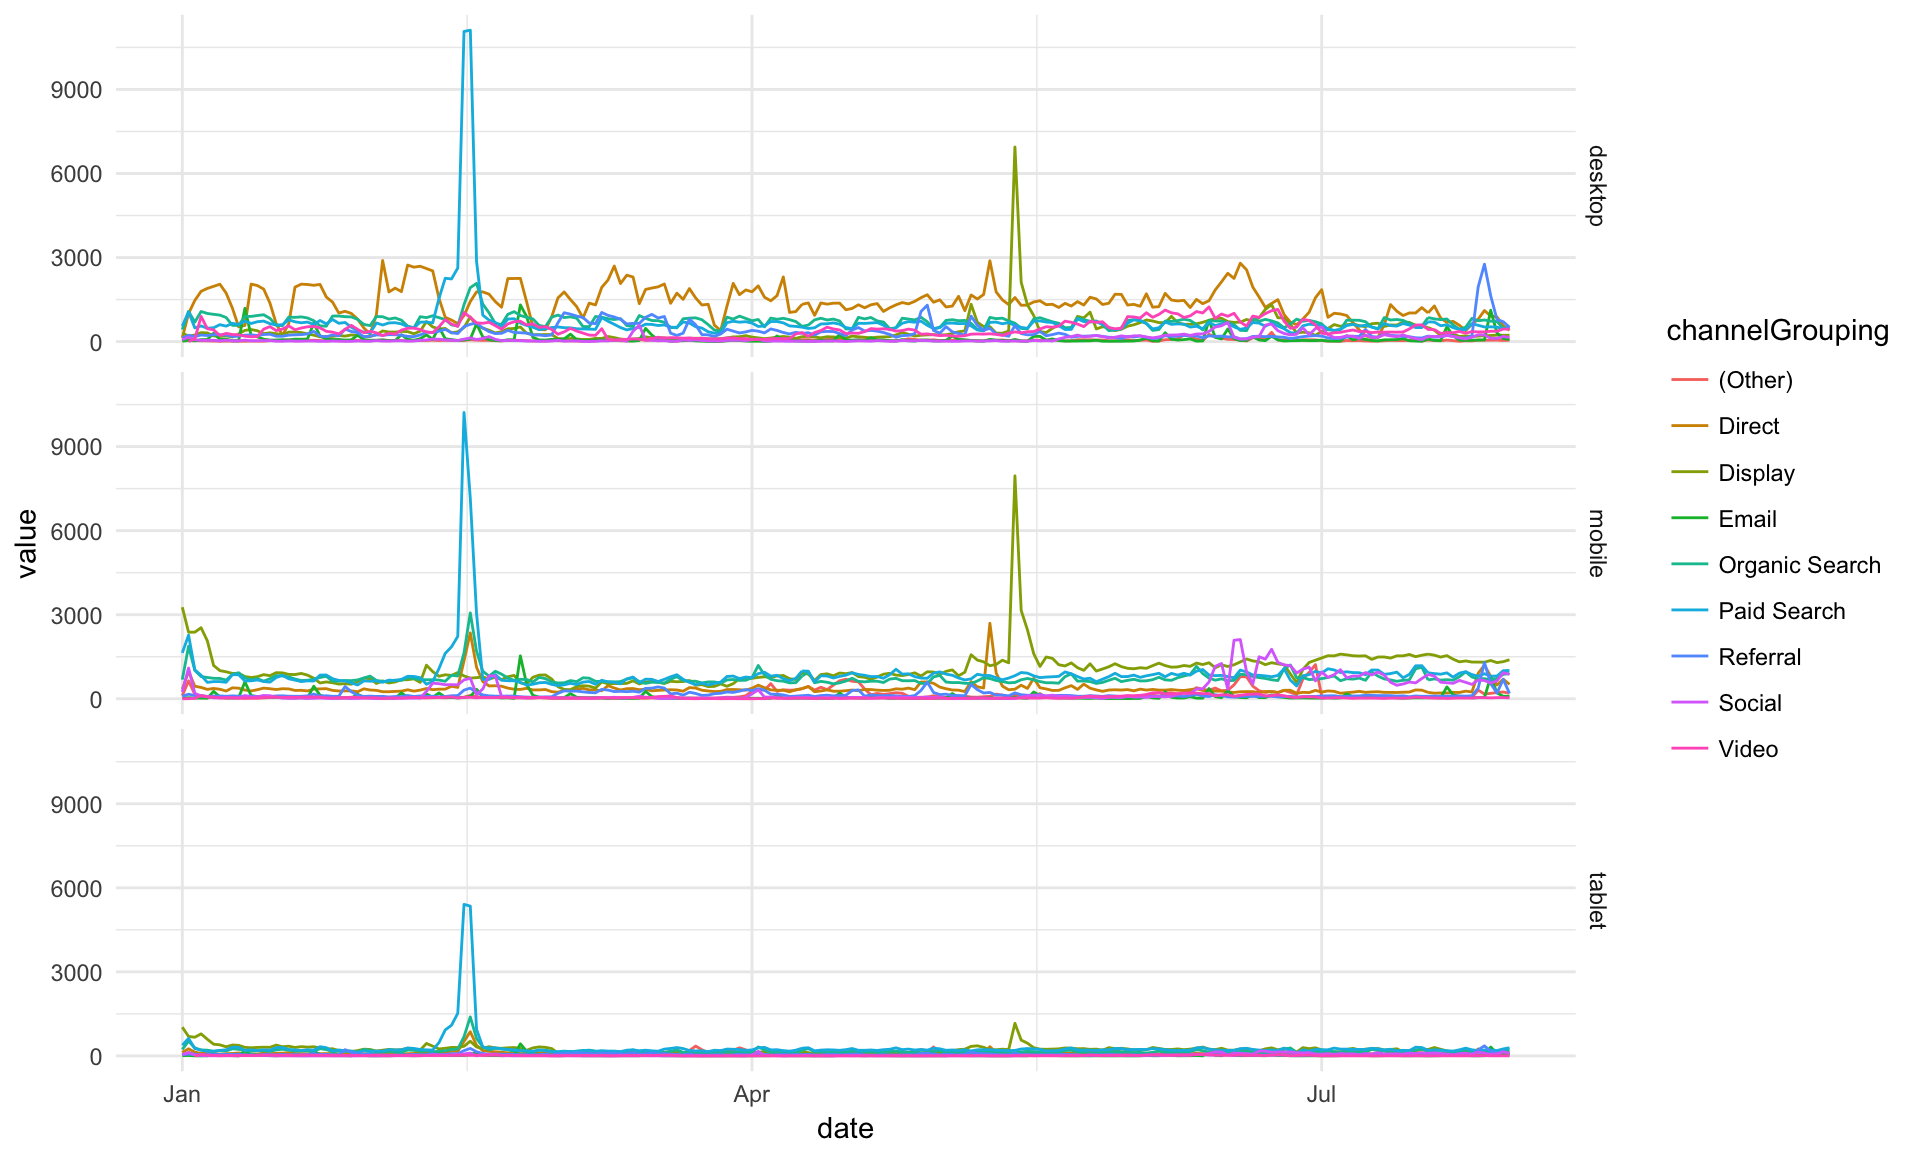 9000
6000
3000
0
desktop
9000
6000
3000
0
mobile
9000
6000
3000
0
tablet
value
Jan
Apr
Jul
date
channelGrouping
(Other)
Direct
Display
Email
Organic Search
Paid Search
Referral
Social
Video